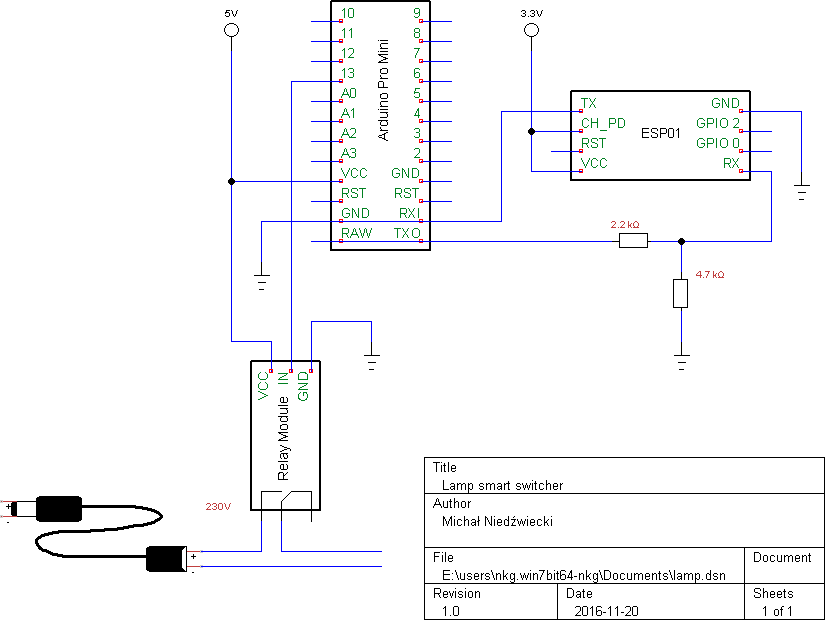 5V
3.3V
10 9
11 8
12 7
13 6
A0 5
A1 4
A2 3
A3 2
VCC GND
RST RST
GND RXI
RAW TXO
Arduino Pro Mini
TX GND
CH_PD GPIO 2
RST GPIO 0
VCC RX
ESP01
2.2 kΩ
4.7 kΩ
VCC
IN
GND
Relay Module
230V
+
-
+
-
Title
Lamp smart switcher
Author
Michał Niedźwiecki
File Document
E:\users\nkg.win7bit64-nkg\Documents\lamp.dsn
Revision Date Sheets
1.0 2016-11-20 1 of 1